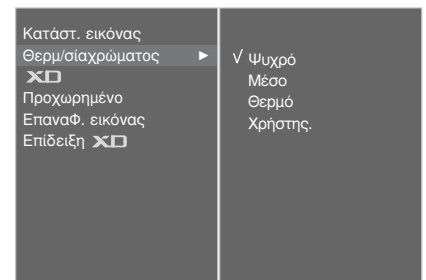 Κατάστ. εικόνας
Θερμ/σίαχρώματος ►
XD
Προχωρημένο
ΕπαναΦ. εικόνας
Επίδειξη XD
√ Ψυχρό
Μέσο
Θερμό
Χρήστης.